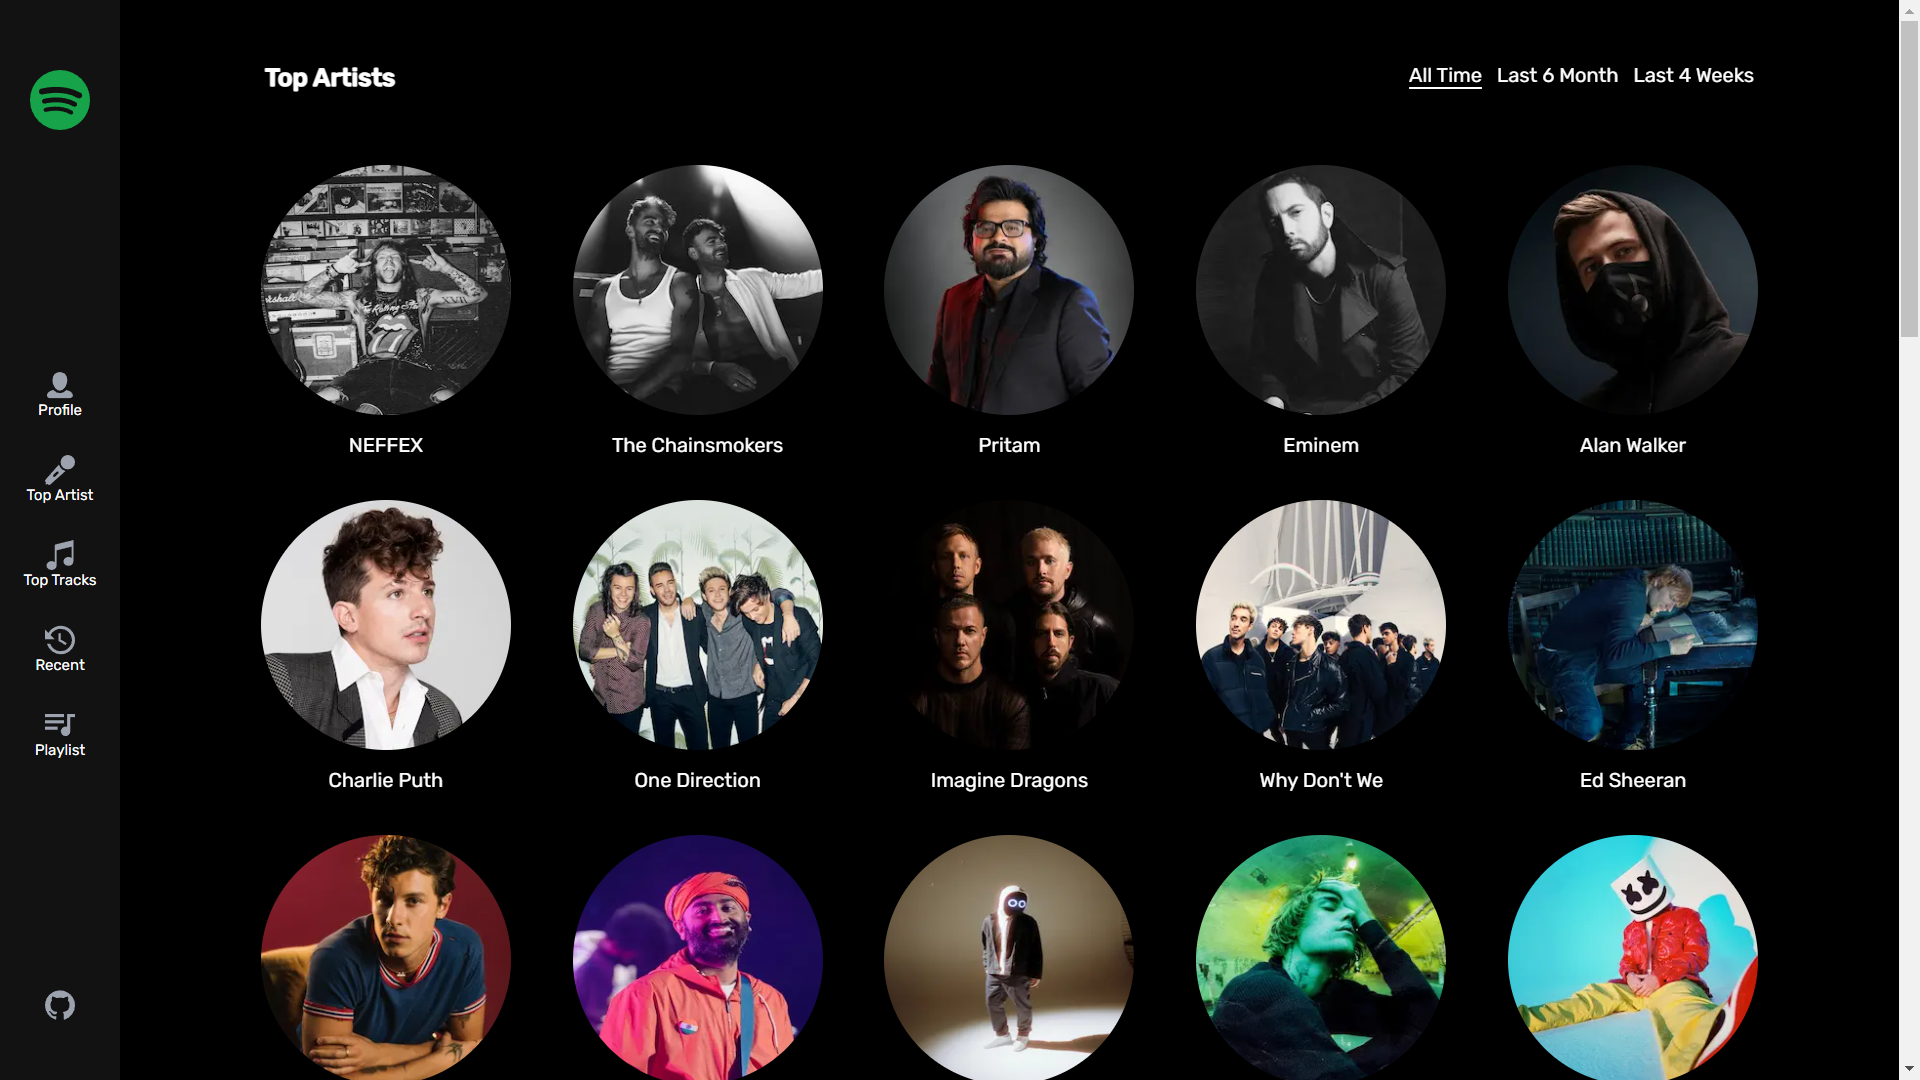 Top Artists
All Time
Last 6 Month
Last 4 Weeks
NEFFEX
The Chainsmokers
Pritam
Eminem
Alan Walker
Profile
Top Artist
Top Tracks
Recent
Playlist
Charlie Puth
One Direction
Imagine Dragons
Why Don't We
Ed Sheeran